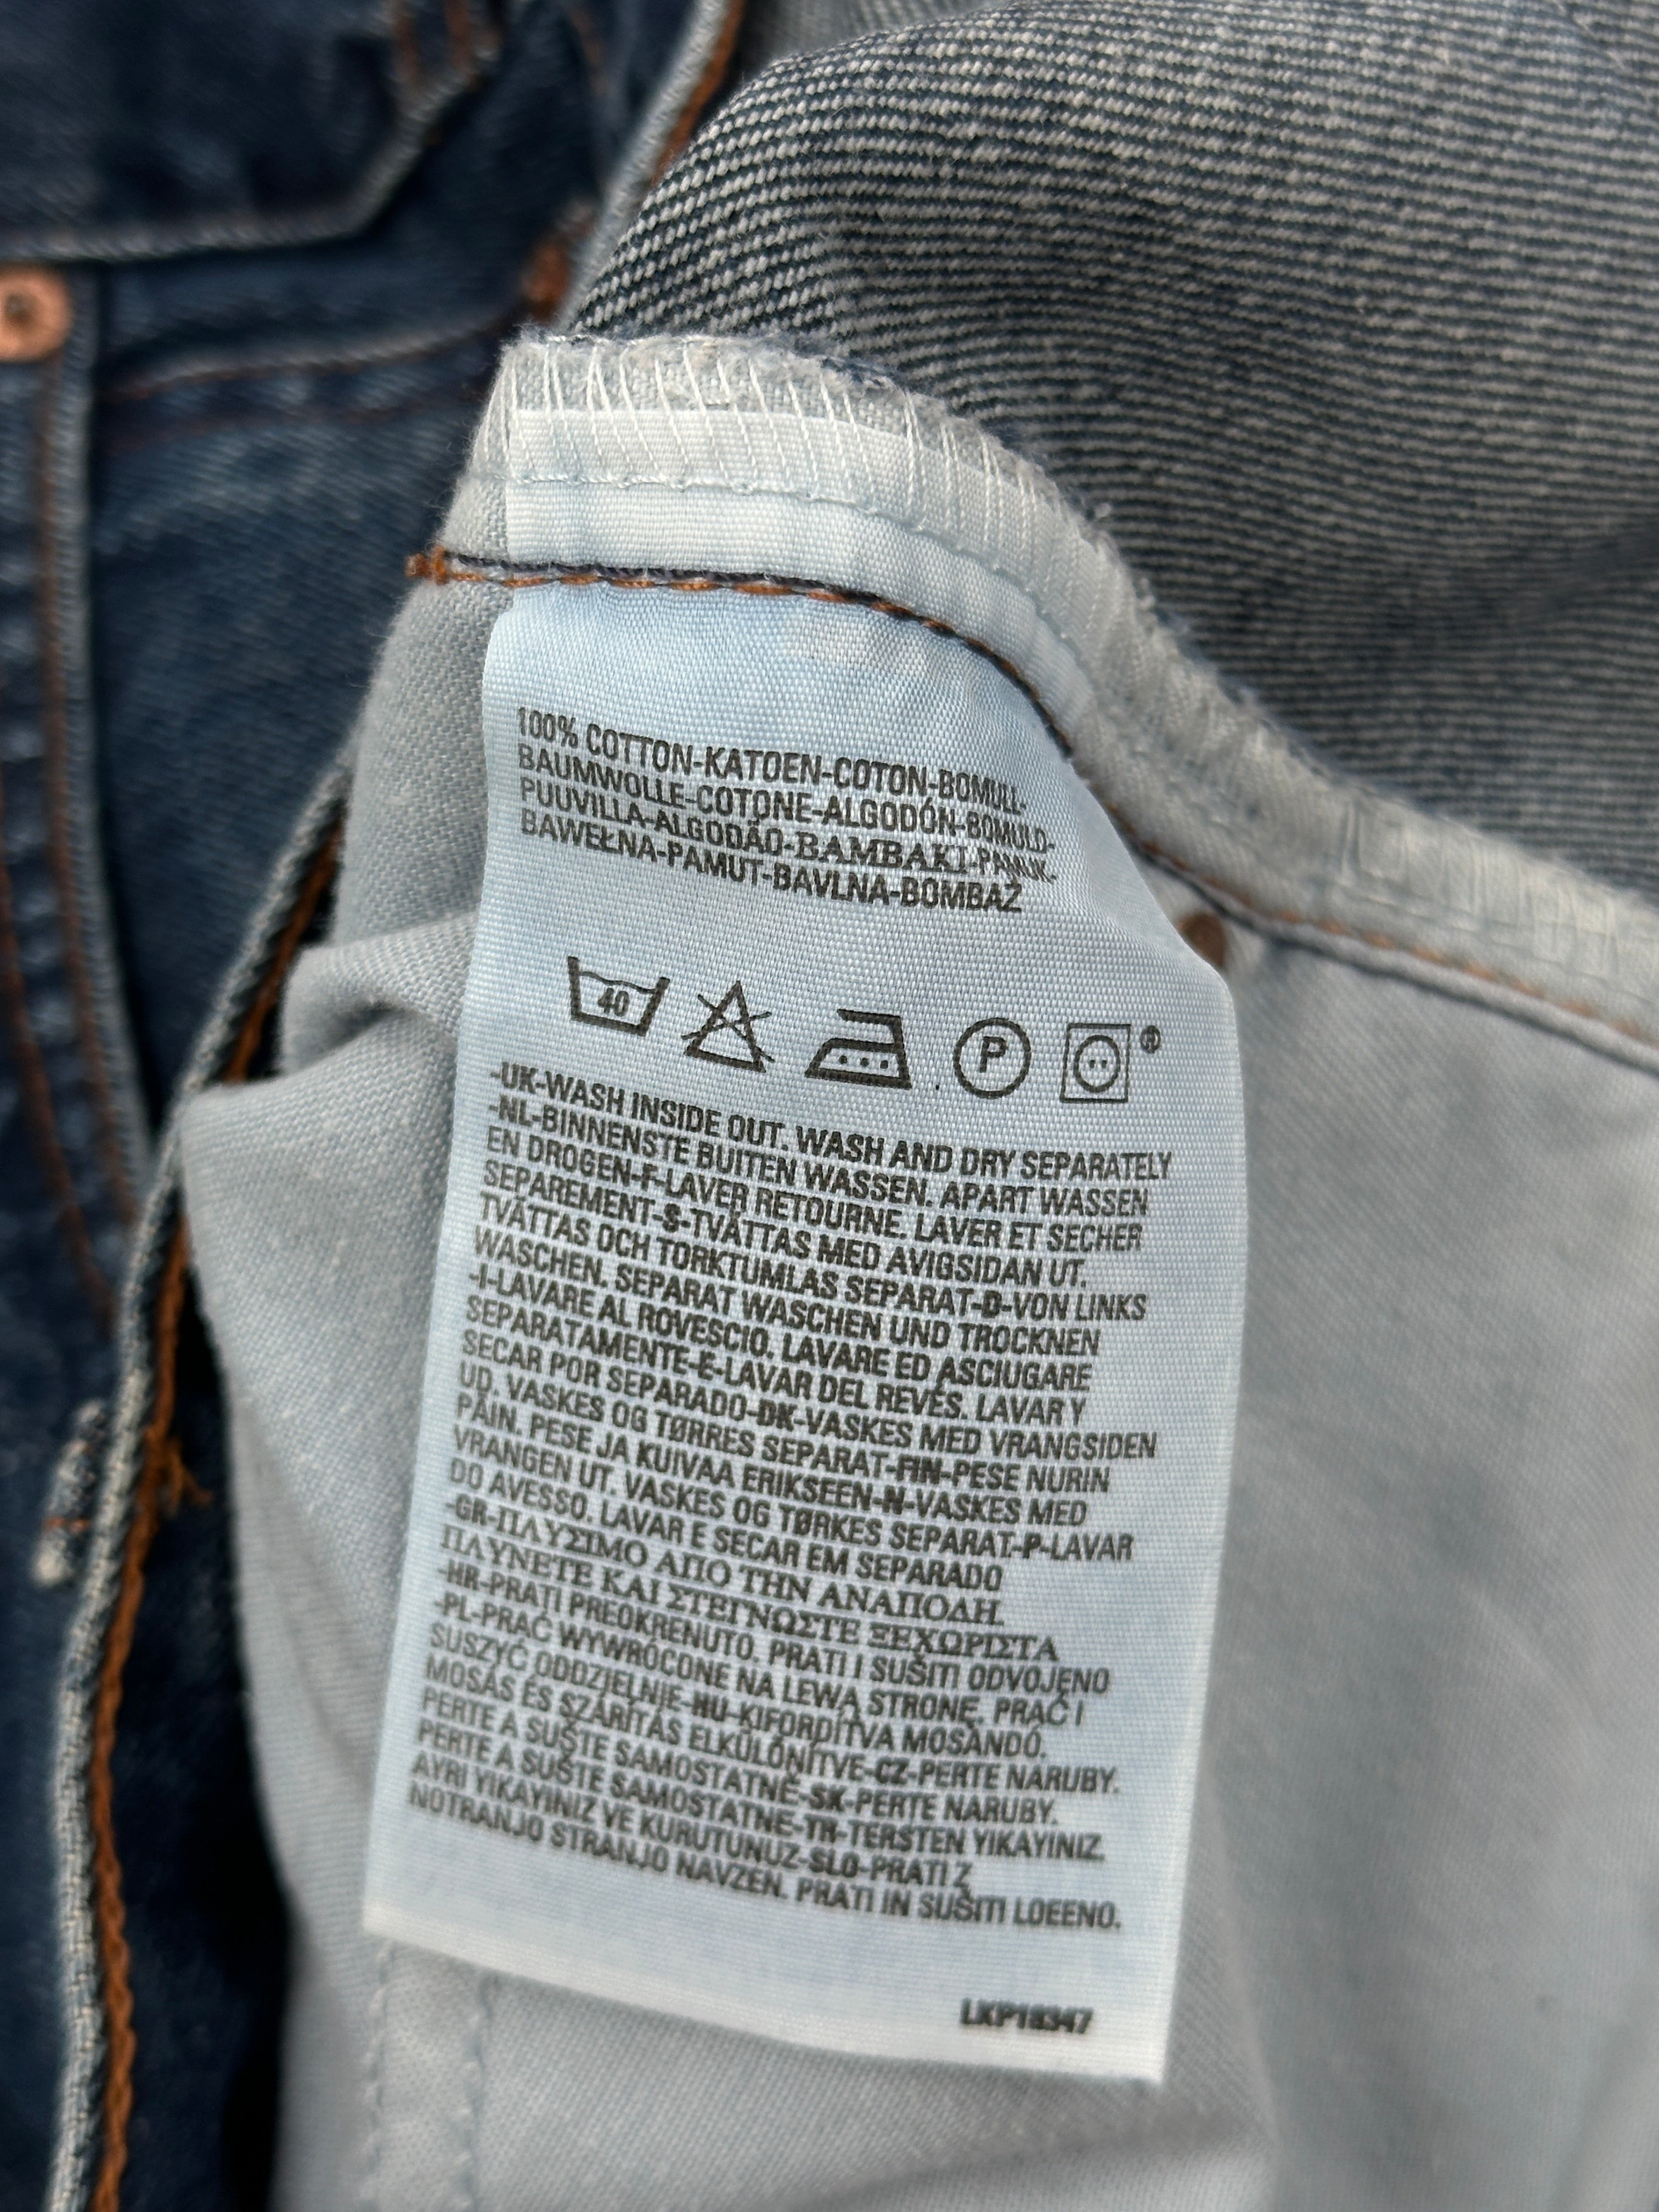 100% COTTON-KATOEN-COTON-BOMULL-
BAUMWOLLE-COTONE-ALGODÓN-BOMULD-
PUUVILLA-ALGODÃO-BAMBAKI-PAMUK-
BAWEŁNA-PAMUT-BAVLNA-BOMBAŽ
40
P
®
-UK-WASH INSIDE OUT. WASH AND DRY SEPARATELY
-NL-BINNENSTE BUITEN WASSEN. APART WASSEN
EN DROGEN-F-LAVER RETOURNE. LAVER ET SECHER
SEPAREMENT-S-TVÄTTAS MED AVIGSIDAN UT.
TVÄTTAS OCH TORKTUMLAS SEPARAT-D-VON LINKS
WASCHEN. SEPARAT WASCHEN UND TROCKNEN
-I-LAVARE AL ROVESCIO. LAVARE ED ASCIUGARE
SEPARATAMENTE-E-LAVAR DEL REVÉS. LAVAR Y
SECAR POR SEPARADO-DK-VASKES MED VRANGSIDEN
UD. VASKES OG TØRRES SEPARAT-FIN-PESE NURIN
PÄIN. PESE JA KUIVAA ERIKSEEN-N-VASKES MED
VRANGEN UT. VASKES OG TØRKES SEPARAT-P-LAVAR
DO AVESSO. LAVAR E SECAR EM SEPARADO
-GR-ΠΛΥΣΙΜΟ ΑΠΟ ΤΗΝ ΑΝΑΠΟΔΗ.
ΠΛΥΝΕΤΕ ΚΑΙ ΣΤΕΓΝΩΣΤΕ ΞΕΧΩΡΙΣΤΑ
-HR-PRATI PREOKRENUTO. PRATI I SUŠITI ODVOJENO
-PL-PRAĆ WYWRÓCONE NA LEWĄ STRONĘ. PRAĆ I
SUSZYĆ ODDZIELNIE-HU-KIFORDÍTVA MOSANDÓ.
MOSÁS ÉS SZÁRÍTÁS ELKÜLÖNÍTVE-CZ-PERTE NARUBY.
PERTE A SUŠTE SAMOSTATNĚ-SK-PERTE NARUBY.
PERTE A SUŠTE SAMOSTATNE-TR-TERSTEN YIKAYINIZ.
AYRI YIKAYINIZ VE KURUTUNUZ-SLO-PRATI Z
NOTRANJO STRANJO NAVZEN. PRATI IN SUŠITI LOEENO.
LKP18347